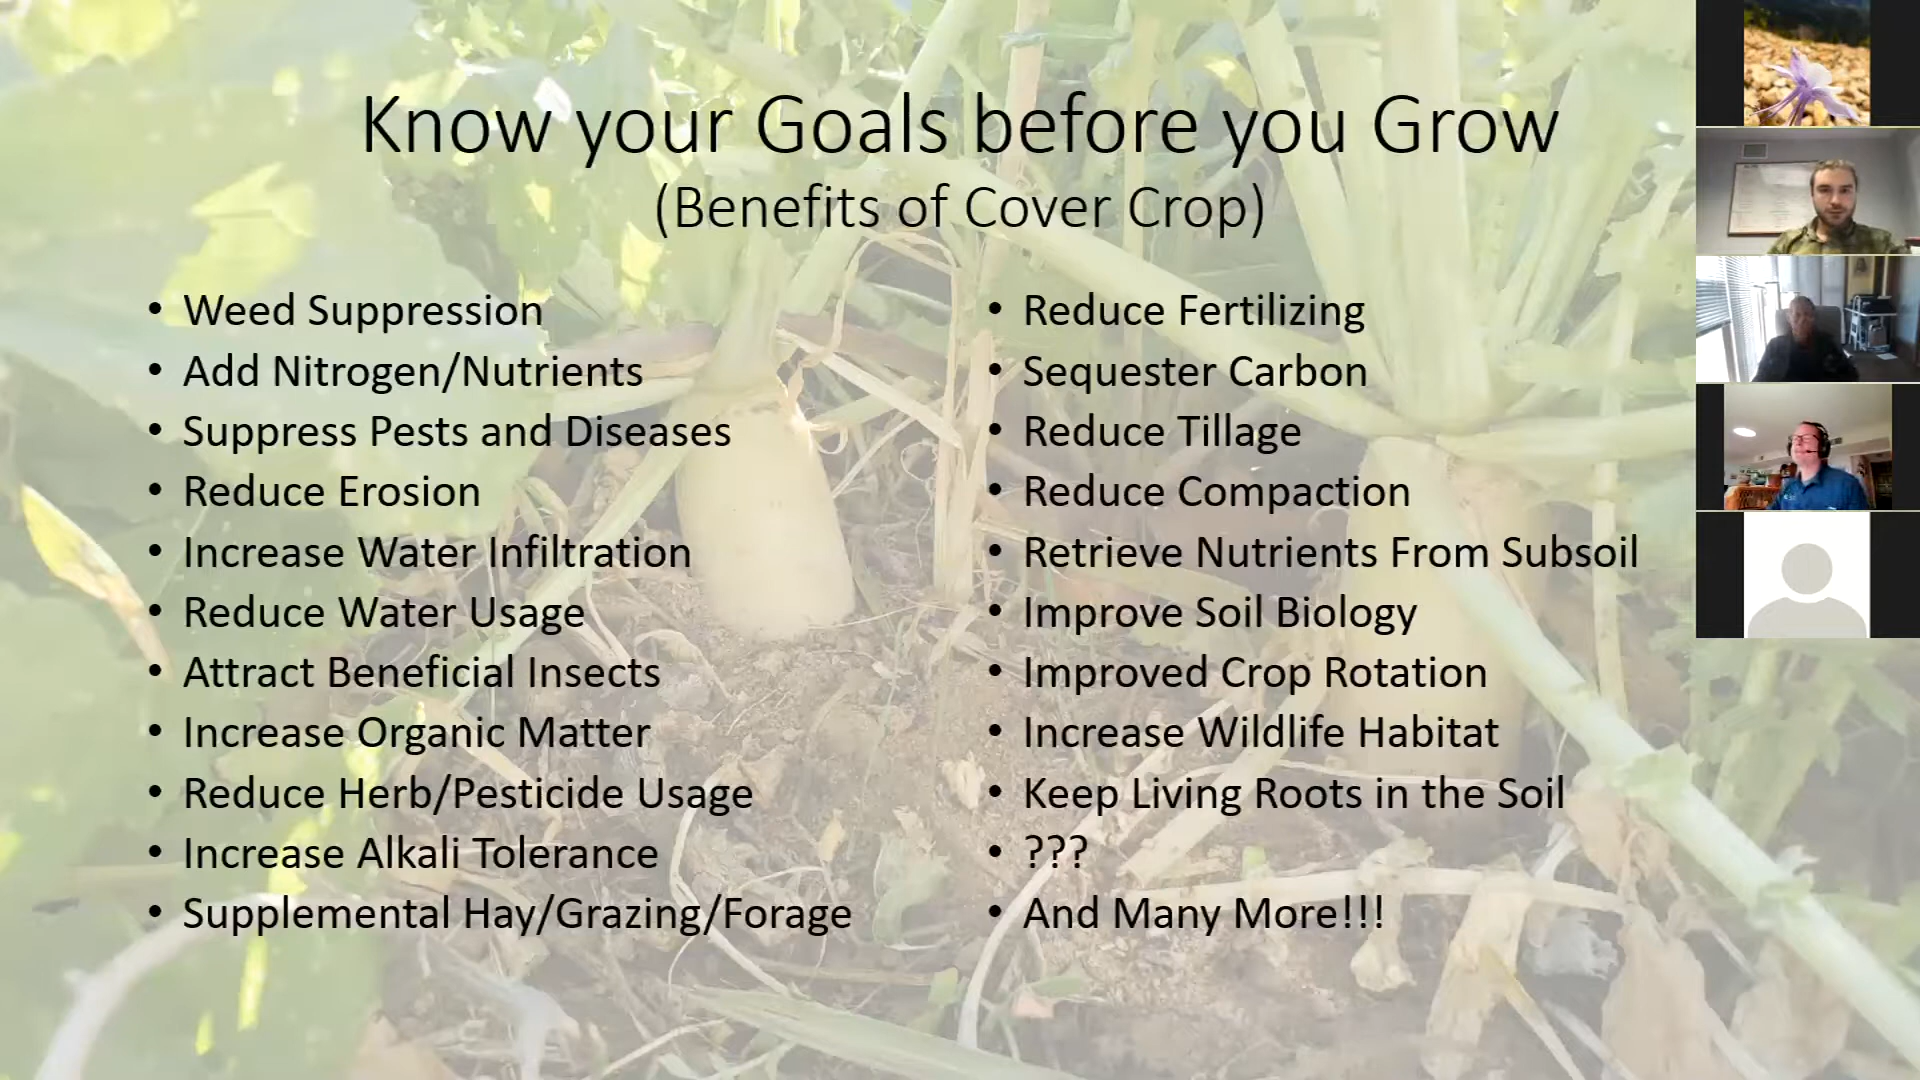 Know your Goals before you Grow
(Benefits of Cover Crop)
• Weed Suppression
• Add Nitrogen/Nutrients
• Suppress Pests and Diseases
• Reduce Erosion
• Increase Water Infiltration
• Reduce Water Usage
• Attract Beneficial Insects
• Increase Organic Matter
• Reduce Herb/Pesticide Usage
• Increase Alkali Tolerance
• Supplemental Hay/Grazing/Forage
• Reduce Fertilizing
• Sequester Carbon
• Reduce Tillage
• Reduce Compaction
• Retrieve Nutrients From Subsoil
• Improve Soil Biology
• Improved Crop Rotation
• Increase Wildlife Habitat
• Keep Living Roots in the Soil
• ???
• And Many More!!!